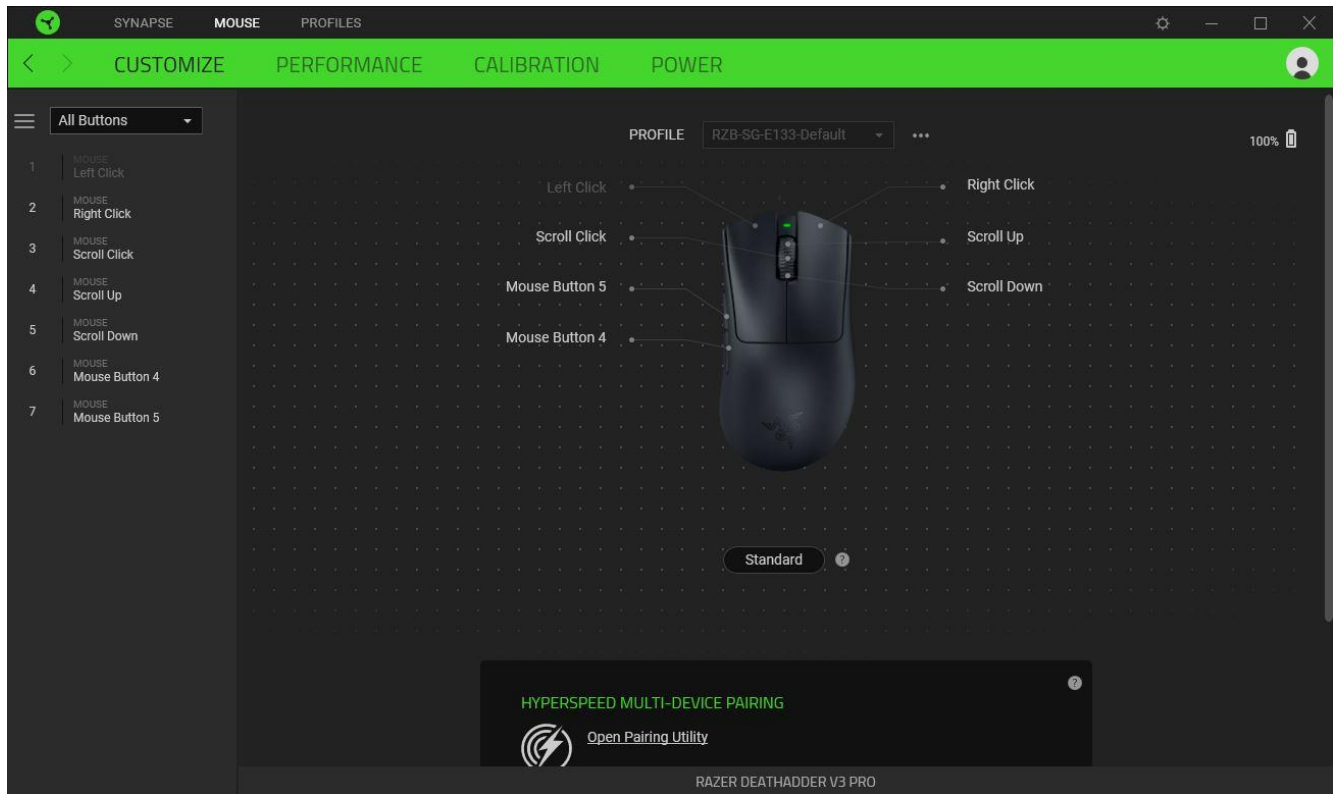 SYNAPSE MOUSE PROFILES
CUSTOMIZE PERFORMANCE CALIBRATION POWER
All Buttons
1 MOUSE
Left Click
2 MOUSE
Right Click
3 MOUSE
Scroll Click
4 MOUSE
Scroll Up
5 MOUSE
Scroll Down
6 MOUSE
Mouse Button 4
7 MOUSE
Mouse Button 5
PROFILE RZB-SG-E133-Default
100%
Left Click
Right Click
Scroll Click
Scroll Up
Mouse Button 5
Scroll Down
Mouse Button 4
Standard ?
?
HYPERSPEED MULTI-DEVICE PAIRING
Open Pairing Utility
RAZER DEATHADDER V3 PRO